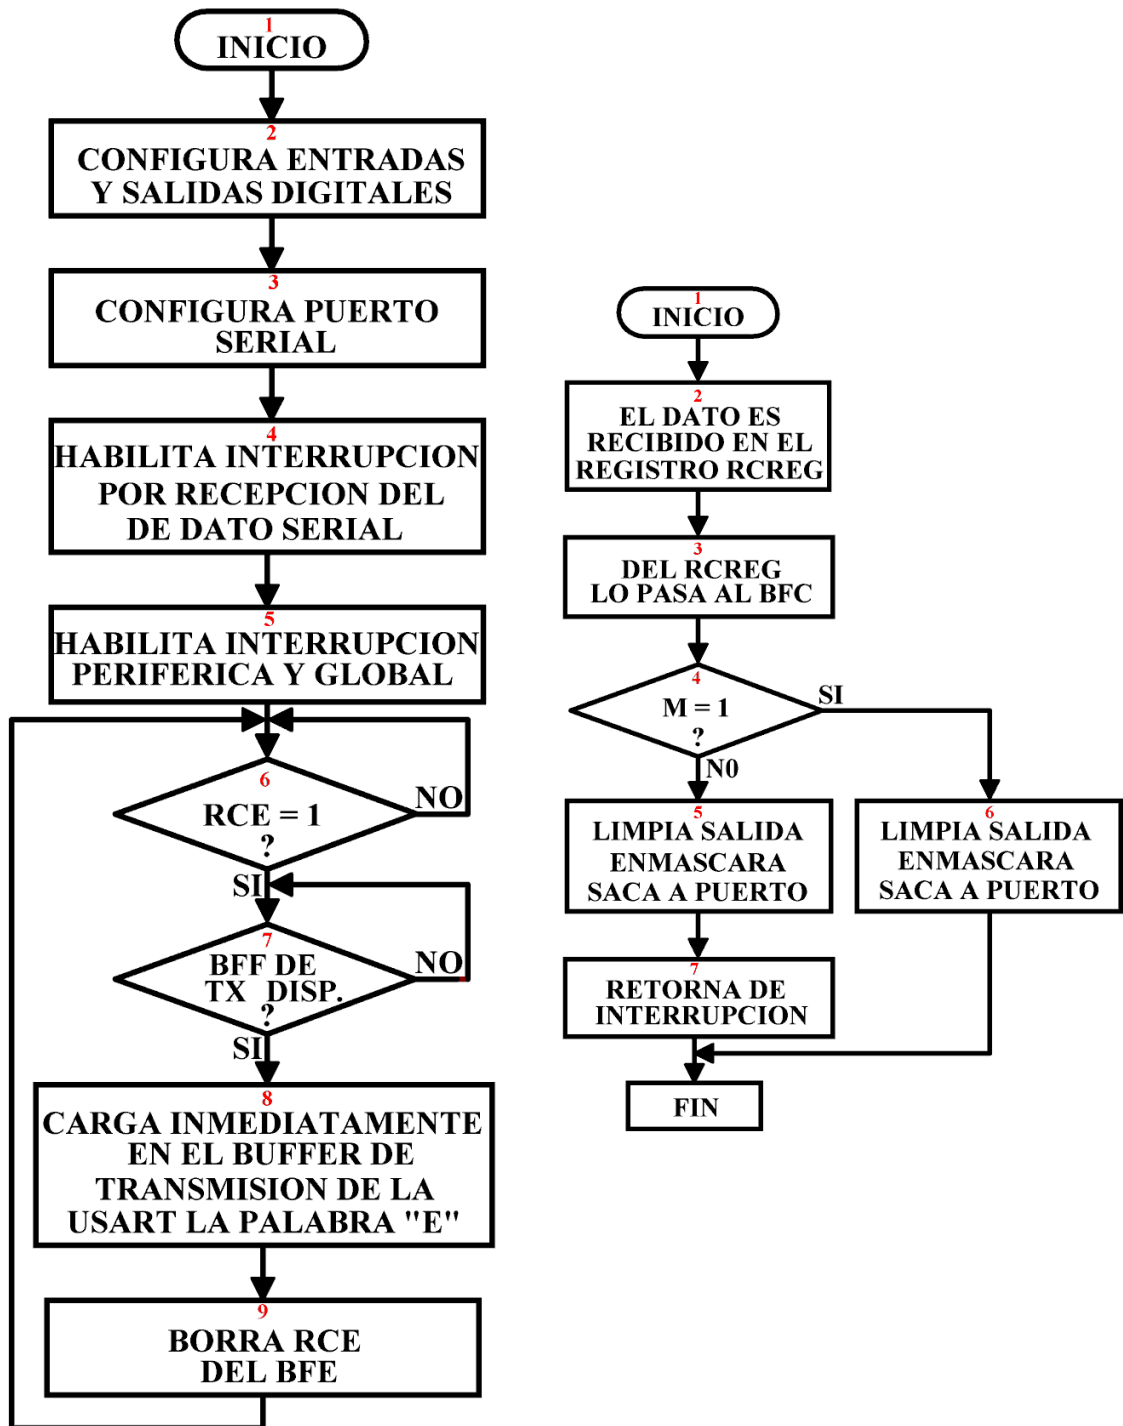 1
INICIO
2
CONFIGURA ENTRADAS
Y SALIDAS DIGITALES
3
CONFIGURA PUERTO
SERIAL
4
HABILITA INTERRUPCION
POR RECEPCION DEL
DE DATO SERIAL
5
HABILITA INTERRUPCION
PERIFERICA Y GLOBAL
6
RCE = 1
?
NO
SI
7
BFF DE
TX DISP.
?
NO
SI
8
CARGA INMEDIATAMENTE
EN EL BUFFER DE
TRANSMISION DE LA
USART LA PALABRA "E"
9
BORRA RCE
DEL BFE
1
INICIO
2
EL DATO ES
RECIBIDO EN EL
REGISTRO RCREG
3
DEL RCREG
LO PASA AL BFC
4
M = 1
?
SI
N0
5
LIMPIA SALIDA
ENMASCARA
SACA A PUERTO
6
LIMPIA SALIDA
ENMASCARA
SACA A PUERTO
7
RETORNA DE
INTERRUPCION
FIN